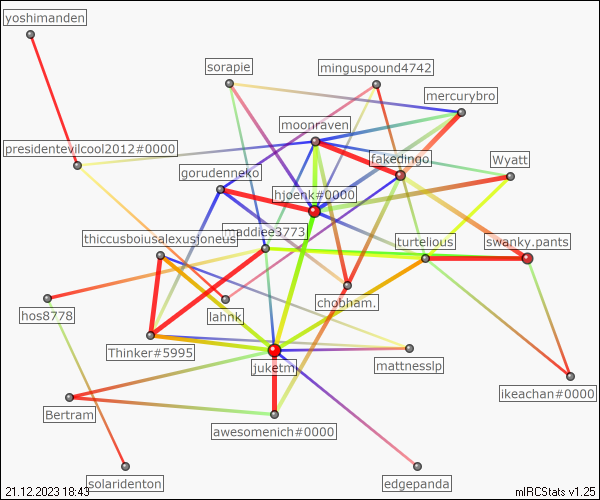 yoshimanden
sorapie
minguspound4742
mercurybro
moonraven
presidentevilcool2012#0000
fakedingo
Wyatt
gorudenneko
hjoenk#0000
maddiee3773
thiccusboiusalexusjoneus
turtelious
swanky.pants
lahnk
chobham.
hos8778
Thinker#5995
juketm
mattnesslp
ikeachan#0000
Bertram
awesomenich#0000
solaridenton
edgepanda
21.12.2023 18:43
mIRCStats v1.25